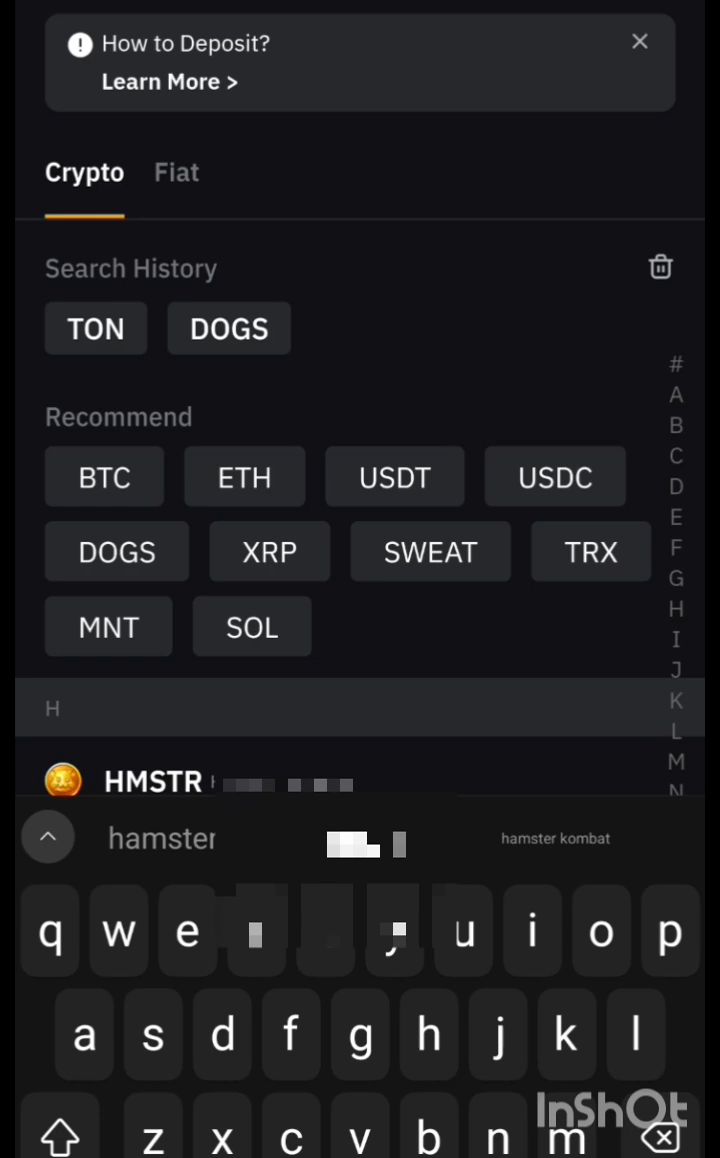 How to Deposit?
Learn More >
Crypto Fiat
Search History
TON DOGS
Recommend
BTC ETH USDT USDC
DOGS XRP SWEAT TRX
MNT SOL
#
A
B
C
D
E
F
G
H
I
J
K
L
M
N
H
HMSTR
hamster hamster kombat
q w e u i o p
a s d f g h j k l
z x c v b n m
InShOt